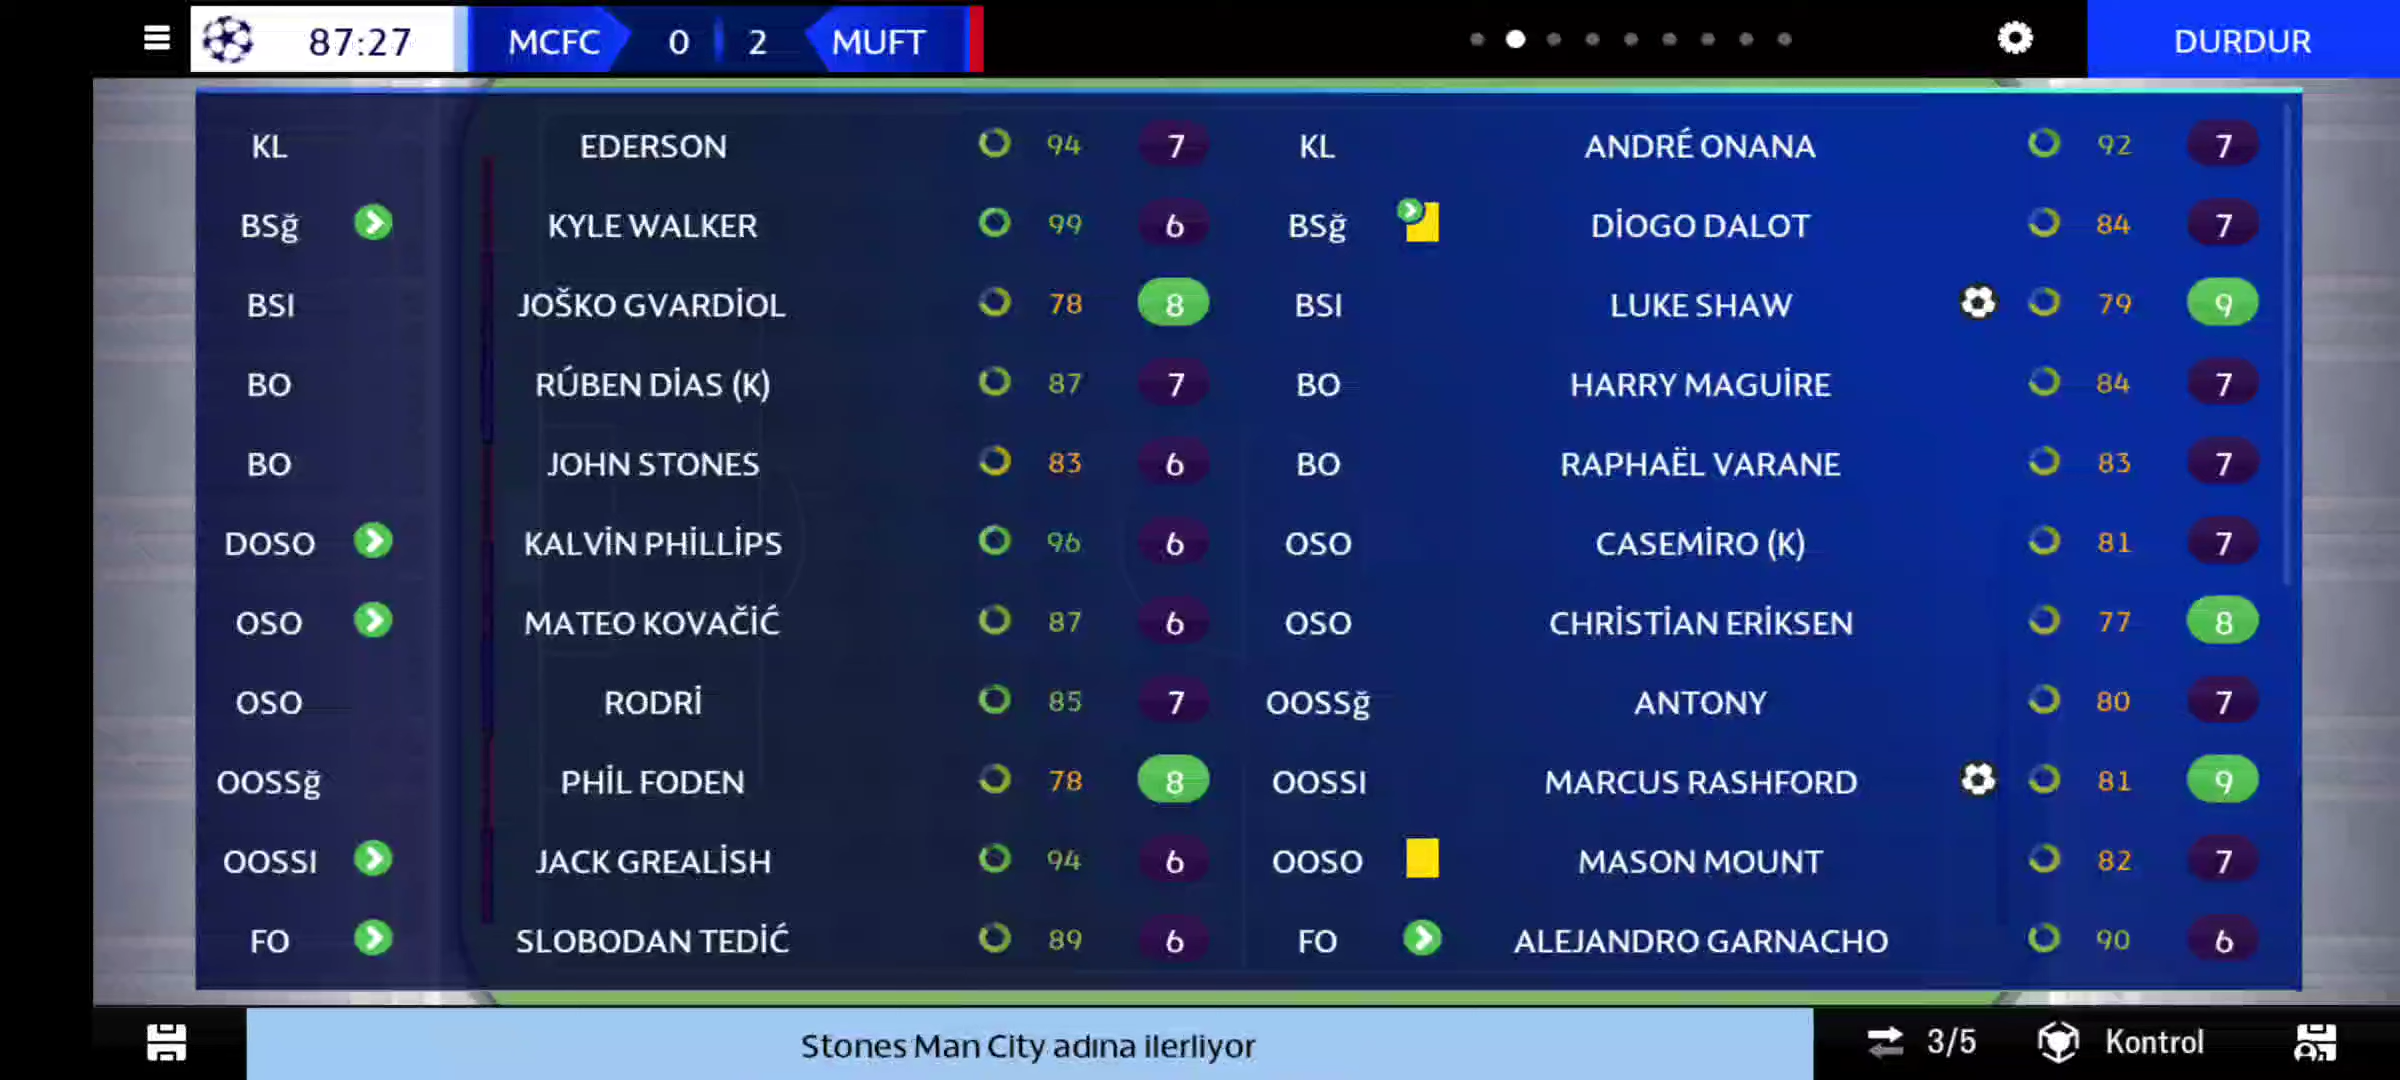 87:27 MCFC 0 2 MUFT DURDUR
KL EDERSON 94 7 KL ANDRÉ ONANA 92 7
BSğ KYLE WALKER 99 6 BSğ DİOGO DALOT 84 7
BSI JOŠKO GVARDİOL 78 8 BSI LUKE SHAW 79 9
BO RÚBEN DİAS (K) 87 7 BO HARRY MAGUİRE 84 7
BO JOHN STONES 83 6 BO RAPHAËL VARANE 83 7
DOSO KALVİN PHİLLİPS 96 6 OSO CASEMİRO (K) 81 7
OSO MATEO KOVAČİĆ 87 6 OSO CHRİSTİAN ERİKSEN 77 8
OSO RODRİ 85 7 OOSSğ ANTONY 80 7
OOSSğ PHİL FODEN 78 8 OOSSI MARCUS RASHFORD 81 9
OOSSI JACK GREALİSH 94 6 OOSO MASON MOUNT 82 7
FO SLOBODAN TEDİĆ 89 6 FO ALEJANDRO GARNACHO 90 6
Stones Man City adına ilerliyor 3/5 Kontrol